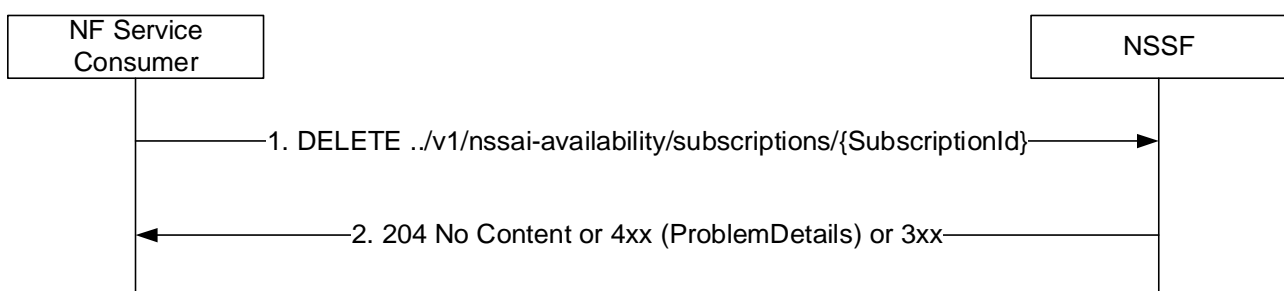 NF Service
Consumer
NSSF
1. DELETE ../v1/nssai-availability/subscriptions/{SubscriptionId}
2. 204 No Content or 4xx (ProblemDetails) or 3xx